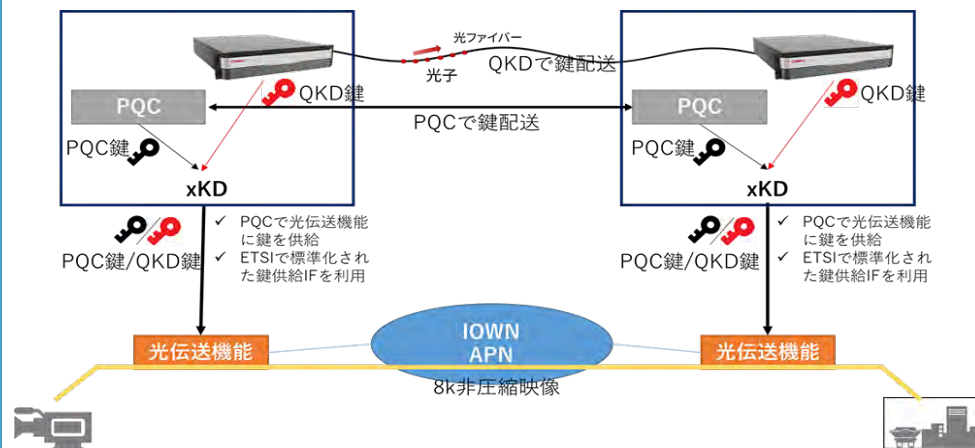 光ファイバー
光子
QKDで鍵配送
PQC
QKD鍵
PQCで鍵配送
PQC
QKD鍵
PQC鍵
PQC鍵
xKD
xKD
PQC鍵/QKD鍵
✓ PQCで光伝送機能
に鍵を供給
✓ ETSIで標準化され
た鍵供給IFを利用
PQC鍵/QKD鍵
✓ PQCで光伝送機能
に鍵を供給
✓ ETSIで標準化され
た鍵供給IFを利用
光伝送機能
IOWN
APN
光伝送機能
8k非圧縮映像